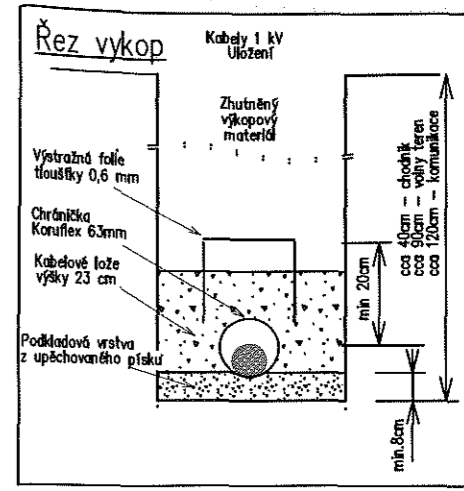 Řez vykop
Kabely 1 kV
Uložení
Zhutněný
výkopový
materiál
Výstražná folie
tloušťky 0,6 mm
Chránička
Koruflex 63mm
Kabelové lože
výšky 23 cm
Podkladová vrstva
z upěchovaného písku
min 20cm
min.8cm
cca 40cm – chodník
cca 90cm – volny teren
cca 120cm – komunikace